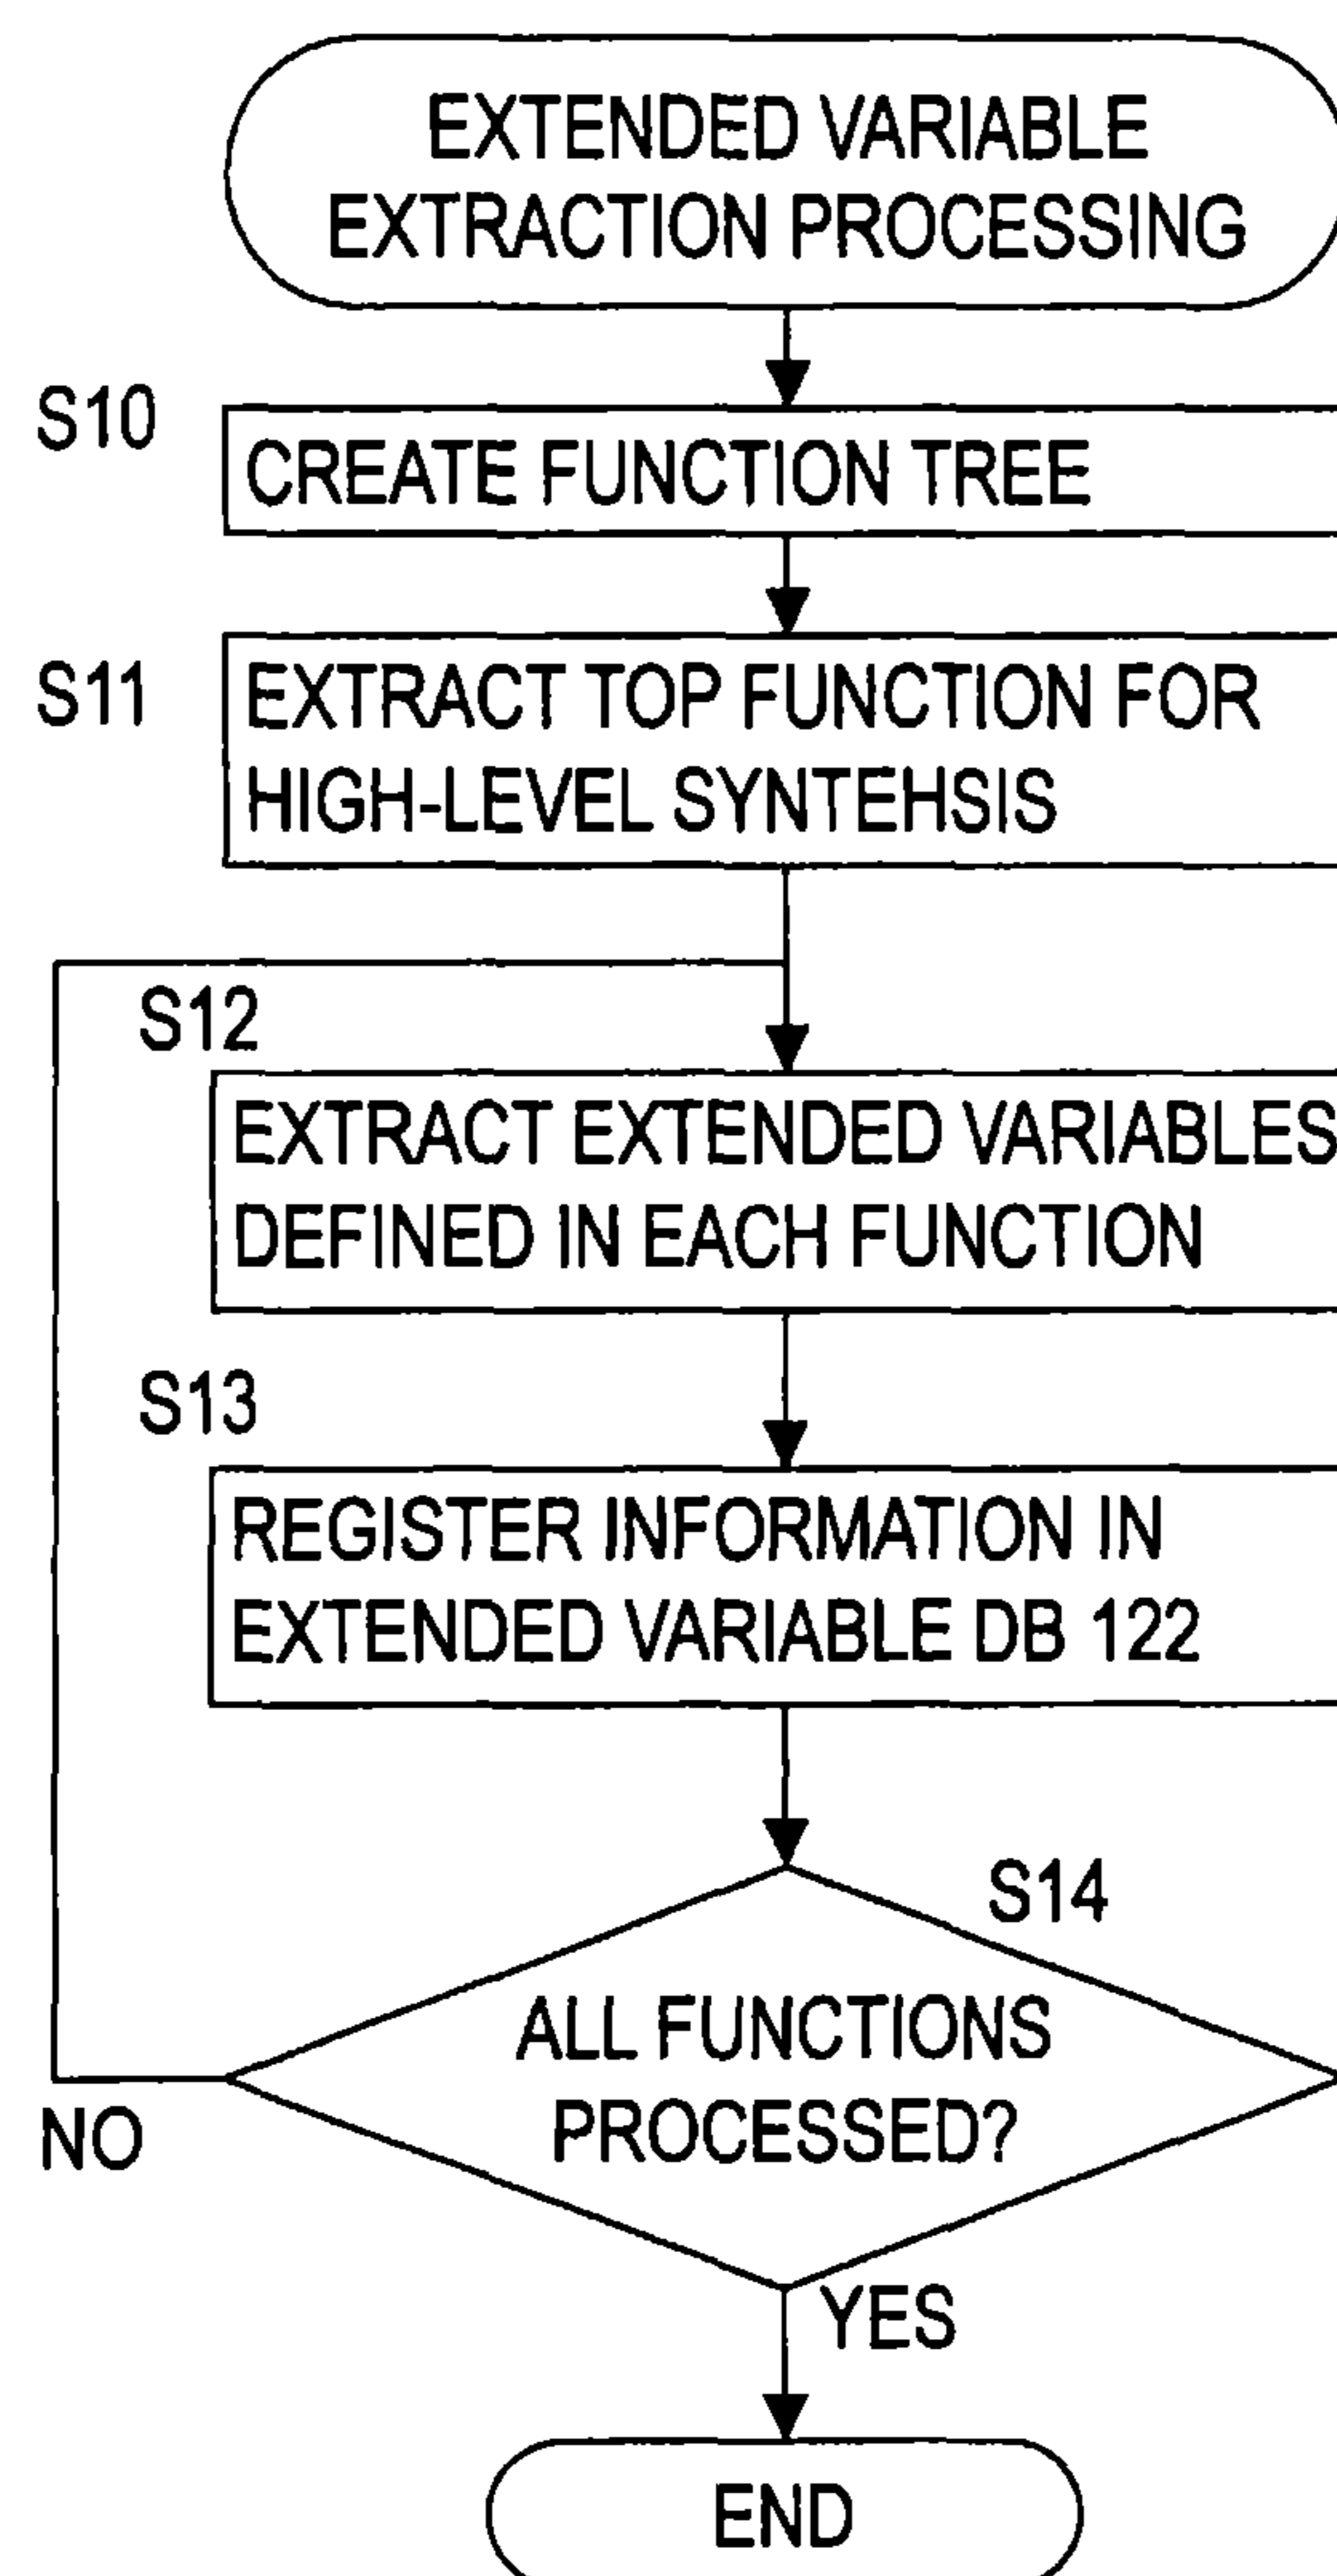 EXTENDED VARIABLE
EXTRACTION PROCESSING
S10
CREATE FUNCTION TREE
S11
EXTRACT TOP FUNCTION FOR
HIGH-LEVEL SYNTEHSIS
S12
EXTRACT EXTENDED VARIABLES
DEFINED IN EACH FUNCTION
S13
REGISTER INFORMATION IN
EXTENDED VARIABLE DB 122
S14
ALL FUNCTIONS
PROCESSED?
NO
YES
END